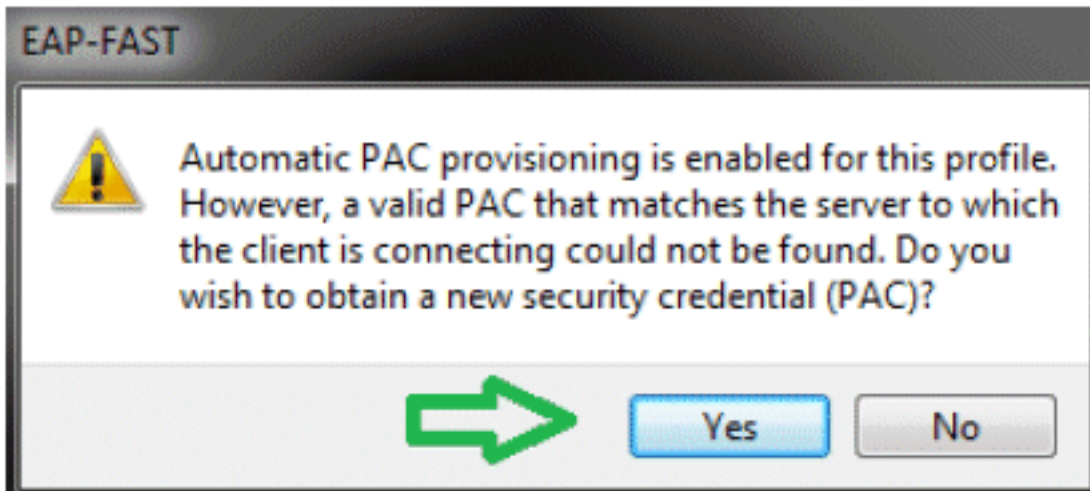 EAP-FAST
Automatic PAC provisioning is enabled for this profile.
However, a valid PAC that matches the server to which
the client is connecting could not be found. Do you
wish to obtain a new security credential (PAC)?
Yes
No